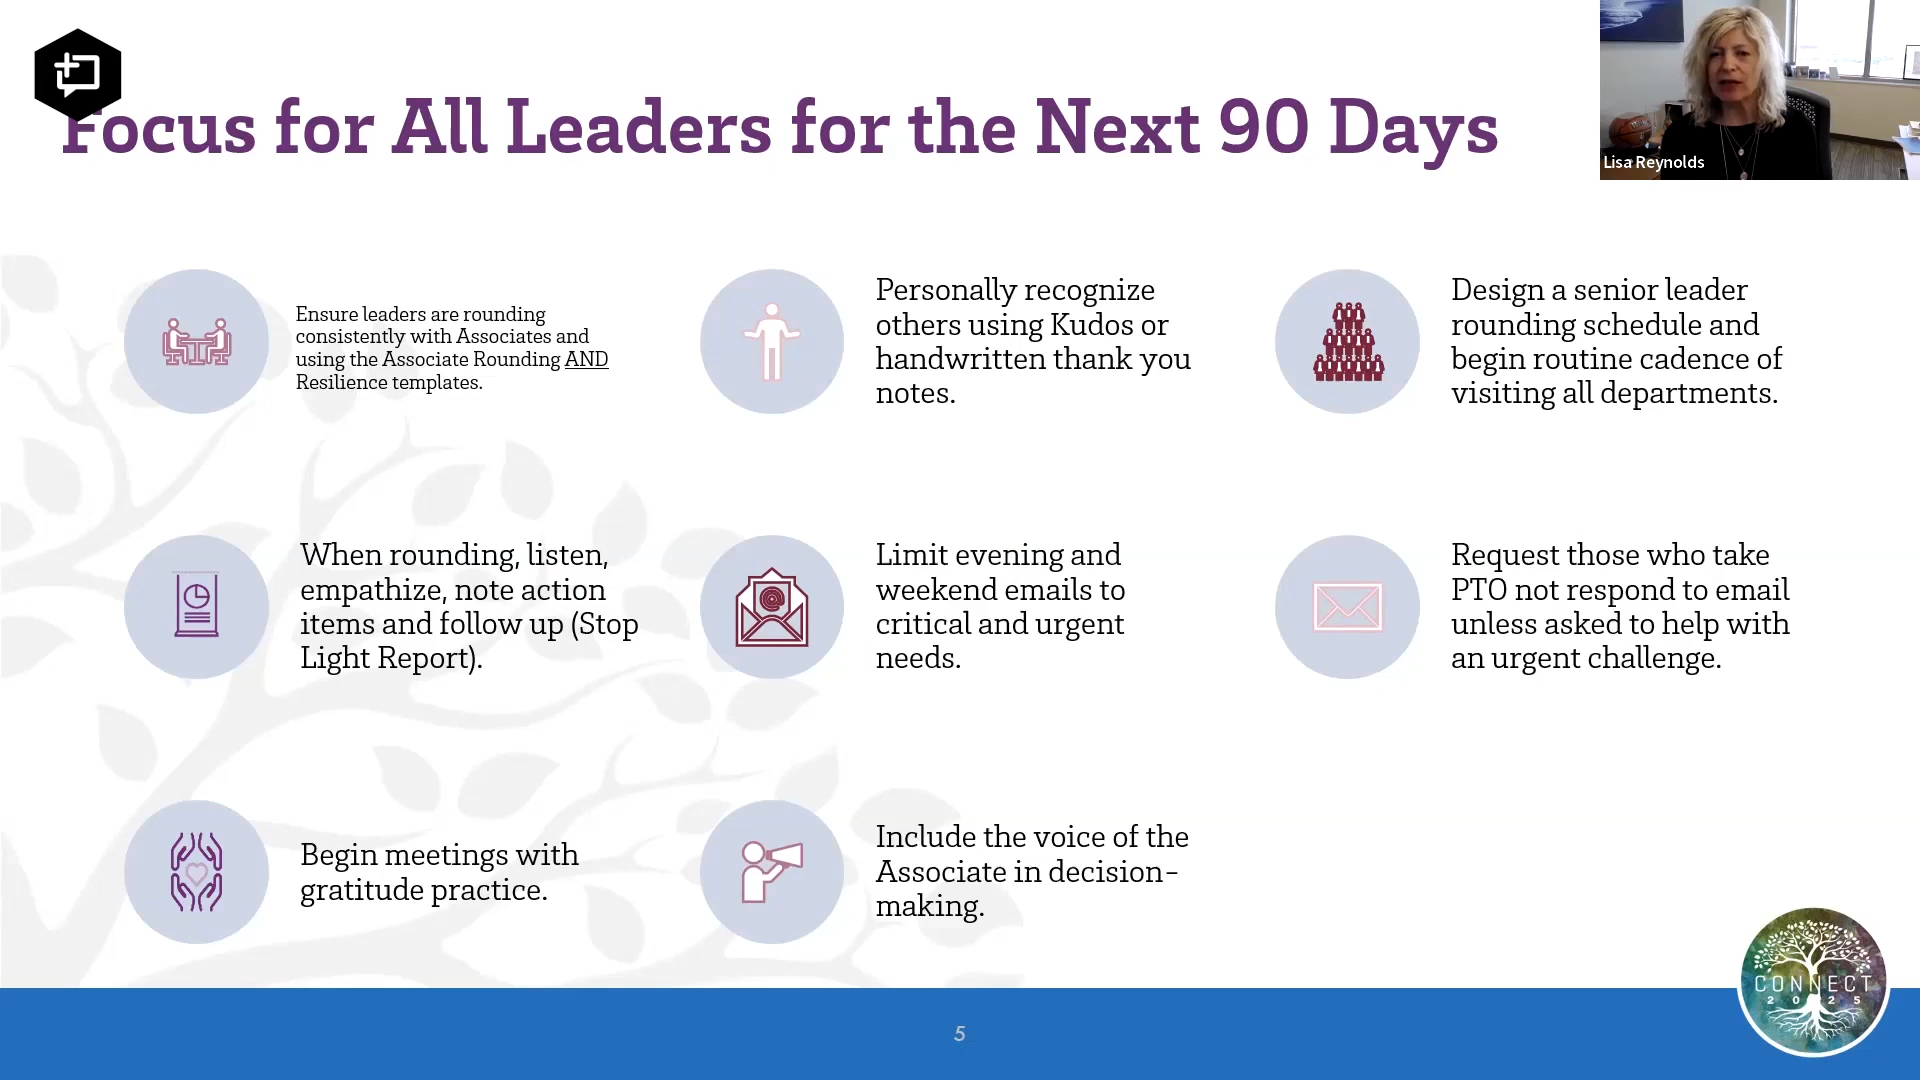 Focus for All Leaders for the Next 90 Days
Lisa Reynolds
Ensure leaders are rounding
consistently with Associates and
using the Associate Rounding AND
Resilience templates.
Personally recognize
others using Kudos or
handwritten thank you
notes.
Design a senior leader
rounding schedule and
begin routine cadence of
visiting all departments.
When rounding, listen,
empathize, note action
items and follow up (Stop
Light Report).
Limit evening and
weekend emails to
critical and urgent
needs.
Request those who take
PTO not respond to email
unless asked to help with
an urgent challenge.
Begin meetings with
gratitude practice.
Include the voice of the
Associate in decision-
making.
CONNECT
2025
5